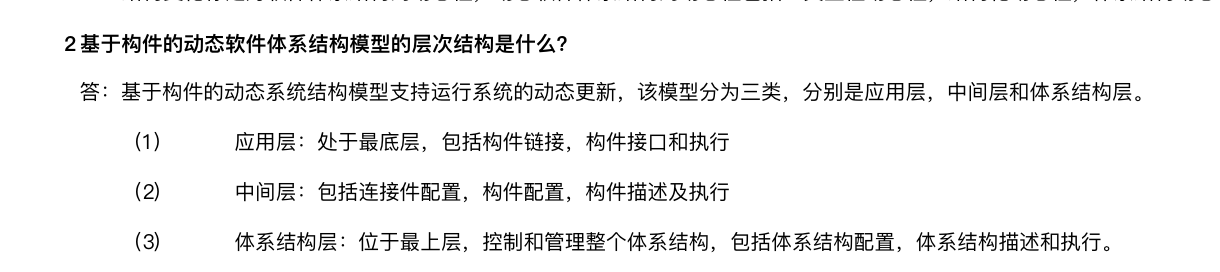 2 基于构件的动态软件体系结构模型的层次结构是什么?
答：基于构件的动态系统结构模型支持运行系统的动态更新，该模型分为三类，分别是应用层，中间层和体系结构层。
(1) 应用层：处于最底层，包括构件链接，构件接口和执行
(2) 中间层：包括连接件配置，构件配置，构件描述及执行
(3) 体系结构层：位于最上层，控制和管理整个体系结构，包括体系结构配置，体系结构描述和执行。